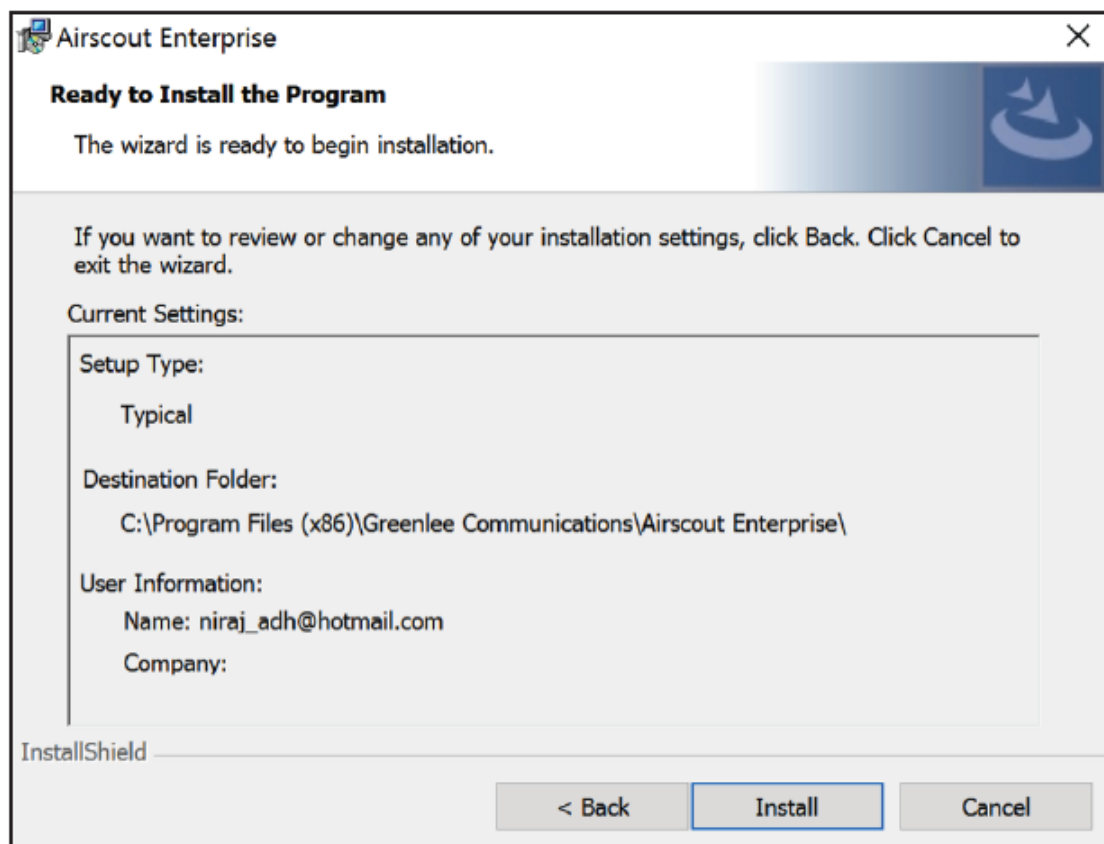 Airscout Enterprise
Ready to Install the Program
The wizard is ready to begin installation.
If you want to review or change any of your installation settings, click Back. Click Cancel to
exit the wizard.
Current Settings:
Setup Type:
Typical
Destination Folder:
C:\Program Files (x86)\Greenlee Communications\Airscout Enterprise\
User Information:
Name: niraj_adh@hotmail.com
Company:
InstallShield
< Back
Install
Cancel